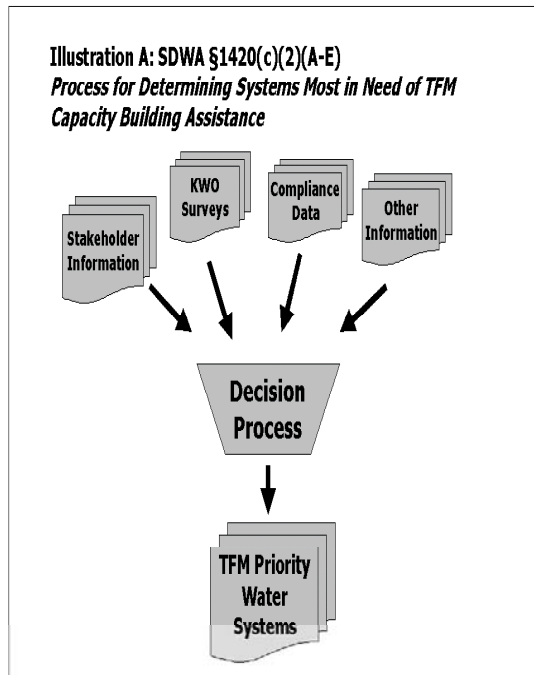 Illustration A: SDWA §1420(c)(2)(A-E)
Process for Determining Systems Most in Need of TFM
Capacity Building Assistance
Stakeholder
Information
KWO
Surveys
Compliance
Data
Other
Information
Decision
Process
TFM Priority
Water
Systems